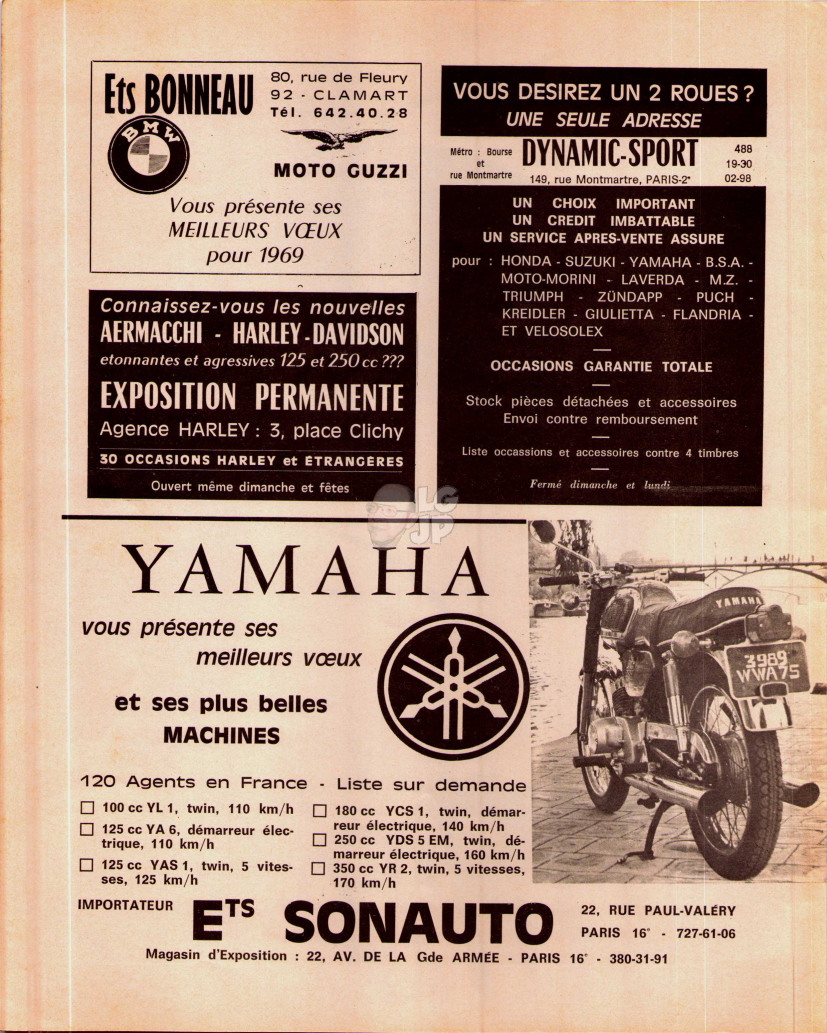 Ets BONNEAU
80, rue de Fleury
92 - CLAMART
Tél. 642.40.28
BMW
MOTO GUZZI
Vous présente ses
MEILLEURS VŒUX
pour 1969
Connaissez-vous les nouvelles
AERMACCHI - HARLEY-DAVIDSON
etonnantes et agressives 125 et 250 cc ???
EXPOSITION PERMANENTE
Agence HARLEY : 3, place Clichy
30 OCCASIONS HARLEY et ÉTRANGÈRES
Ouvert même dimanche et fêtes
VOUS DESIREZ UN 2 ROUES ?
UNE SEULE ADRESSE
Métro : Bourse
et
rue Montmartre
DYNAMIC-SPORT
149, rue Montmartre, PARIS-2e
488
19-30
02-98
UN CHOIX IMPORTANT
UN CREDIT IMBATTABLE
UN SERVICE APRES-VENTE ASSURE
pour : HONDA - SUZUKI - YAMAHA - B.S.A. -
MOTO-MORINI - LAVERDA - M.Z. -
TRIUMPH - ZÜNDAPP - PUCH -
KREIDLER - GIULIETTA - FLANDRIA -
ET VELOSOLEX
OCCASIONS GARANTIE TOTALE
Stock pièces détachées et accessoires
Envoi contre remboursement
Liste occassions et accessoires contre 4 timbres
Fermé dimanche et lundi
LG
JP
YAMAHA
vous présente ses
meilleurs vœux
et ses plus belles
MACHINES
YAMAHA
3989
WWA75
120 Agents en France - Liste sur demande
100 cc YL 1, twin, 110 km/h
125 cc YA 6, démarreur élec-
trique, 110 km/h
125 cc YAS 1, twin, 5 vites-
ses, 125 km/h
180 cc YCS 1, twin, démar-
reur électrique, 140 km/h
250 cc YDS 5 EM, twin, dé-
marreur électrique, 160 km/h
350 cc YR 2, twin, 5 vitesses,
170 km/h
IMPORTATEUR
ETS SONAUTO
22, RUE PAUL-VALÉRY
PARIS 16e - 727-61-06
Magasin d'Exposition : 22, AV. DE LA Gde ARMÉE - PARIS 16e - 380-31-91